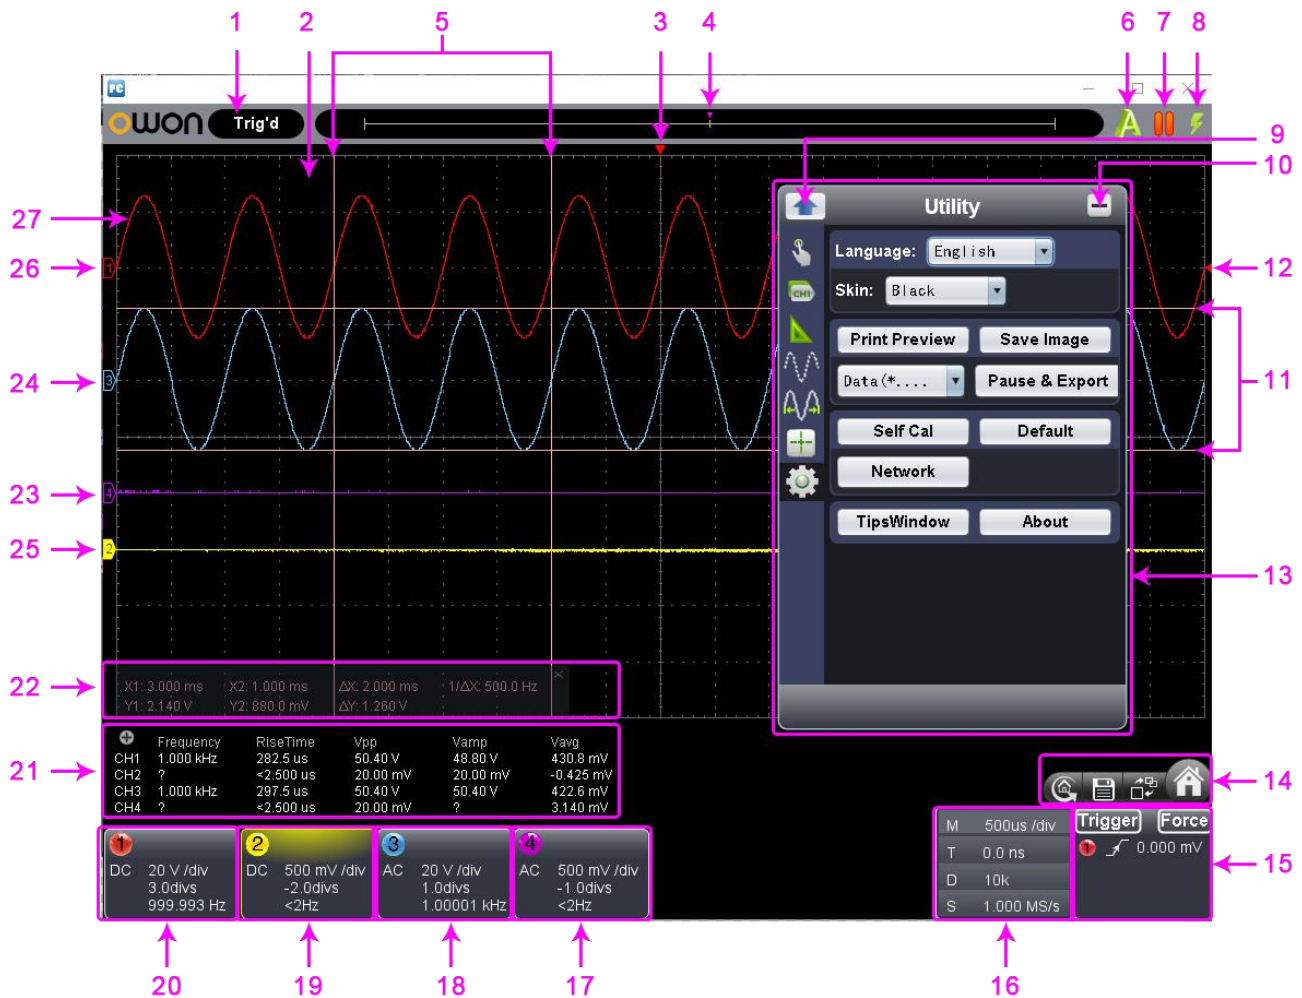 1 2 5 3 4 6 7 8
PC
owon Trig'd A
9
10
Utility
27
1
26
Language: English
12
CH1
Skin: Black
Print Preview Save Image
3
24
Data(*.... Pause & Export
11
Self Cal Default
Network
4
23
TipsWindow About
2
25
13
22
X1: 3.000 ms X2: 1.000 ms ΔX: 2.000 ms 1/ΔX: 500.0 Hz
Y1: 2.140 V Y2: 880.0 mV ΔY: 1.260 V
21
Frequency RiseTime Vpp Vamp Vavg
CH1 1.000 kHz 282.5 us 50.40 V 48.80 V 430.8 mV
CH2 ? <2.500 us 20.00 mV 20.00 mV -0.425 mV
CH3 1.000 kHz 297.5 us 50.40 V 50.40 V 422.6 mV
CH4 ? <2.500 us 20.00 mV ? 3.140 mV
14
1
DC 20 V /div
3.0divs
999.993 Hz
2
DC 500 mV /div
-2.0divs
<2Hz
3
AC 20 V /div
1.0divs
1.00001 kHz
4
AC 500 mV /div
-1.0divs
<2Hz
M 500us /div
T 0.0 ns
D 10k
S 1.000 MS/s
Trigger Force
1 0.000 mV
15
20 19 18 17 16